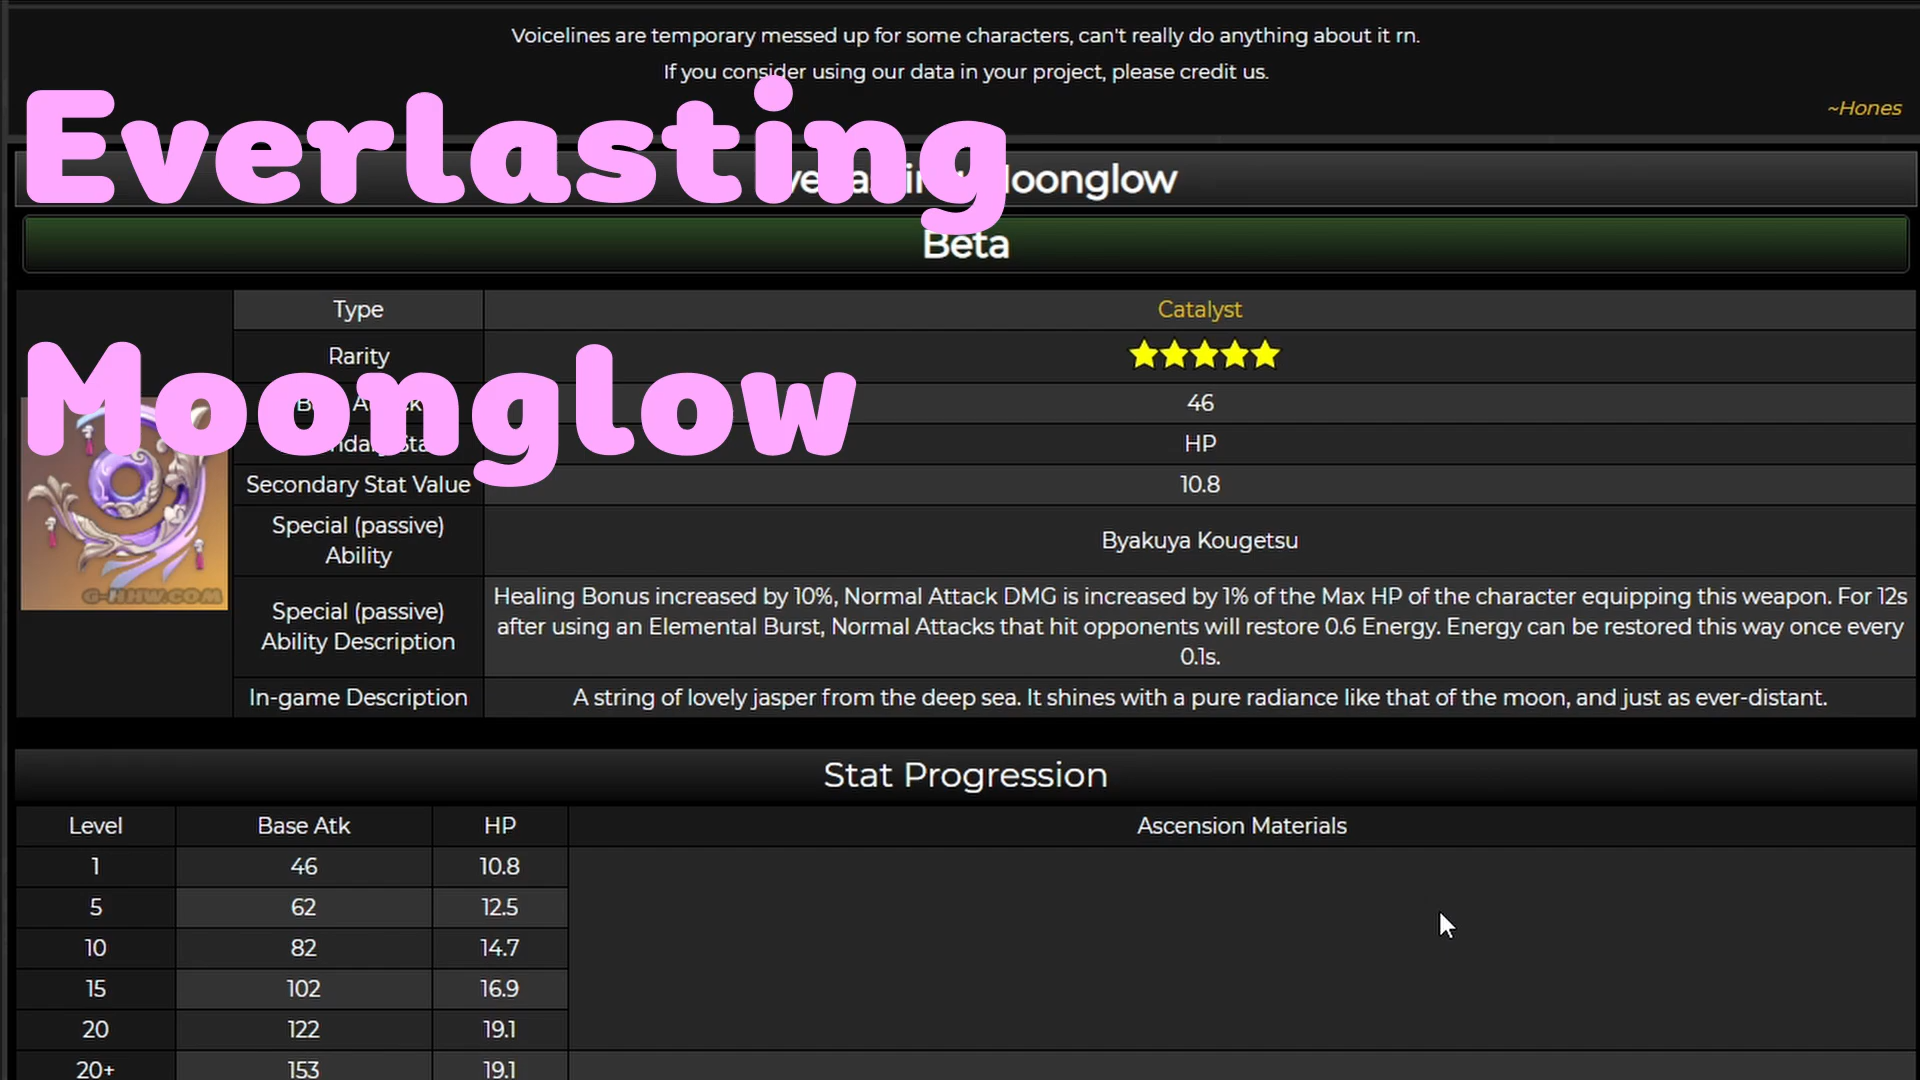 Voicelines are temporary messed up for some characters, can't really do anything about it rn.
If you consider using our data in your project, please credit us.
~Hones
Everlasting
Moonglow
Moonglow
Beta
Type
Catalyst
Rarity
46
HP
Secondary Stat Value
10.8
Special (passive)
Ability
Byakuya Kougetsu
Special (passive)
Ability Description
Healing Bonus increased by 10%, Normal Attack DMG is increased by 1% of the Max HP of the character equipping this weapon. For 12s
after using an Elemental Burst, Normal Attacks that hit opponents will restore 0.6 Energy. Energy can be restored this way once every
0.1s.
In-game Description
A string of lovely jasper from the deep sea. It shines with a pure radiance like that of the moon, and just as ever-distant.
G-HHW.COM
Stat Progression
Level Base Atk HP Ascension Materials
1 46 10.8
5 62 12.5
10 82 14.7
15 102 16.9
20 122 19.1
20+ 153 19.1